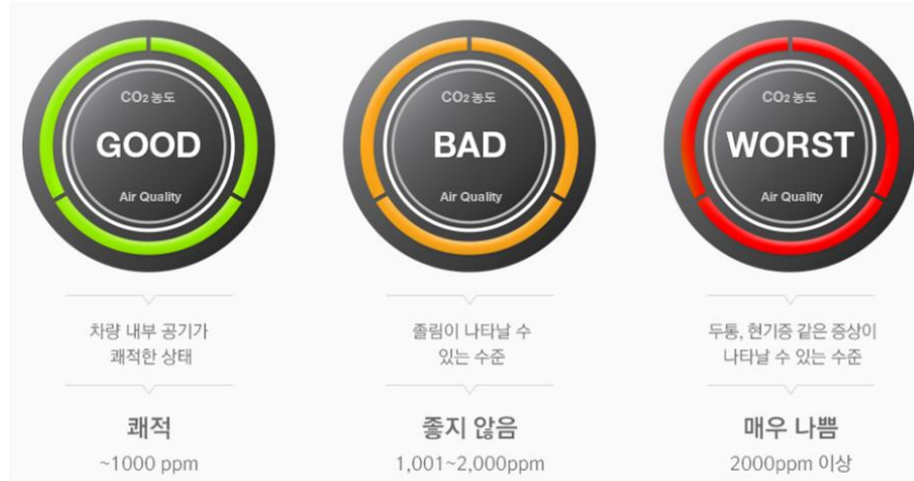 CO2 농도
GOOD
Air Quality
차량 내부 공기가
쾌적한 상태
쾌적
~1000 ppm
CO2 농도
BAD
Air Quality
졸림이 나타날 수
있는 수준
좋지 않음
1,001~2,000ppm
CO2 농도
WORST
Air Quality
두통, 현기증 같은 증상이
나타날 수 있는 수준
매우 나쁨
2000ppm 이상